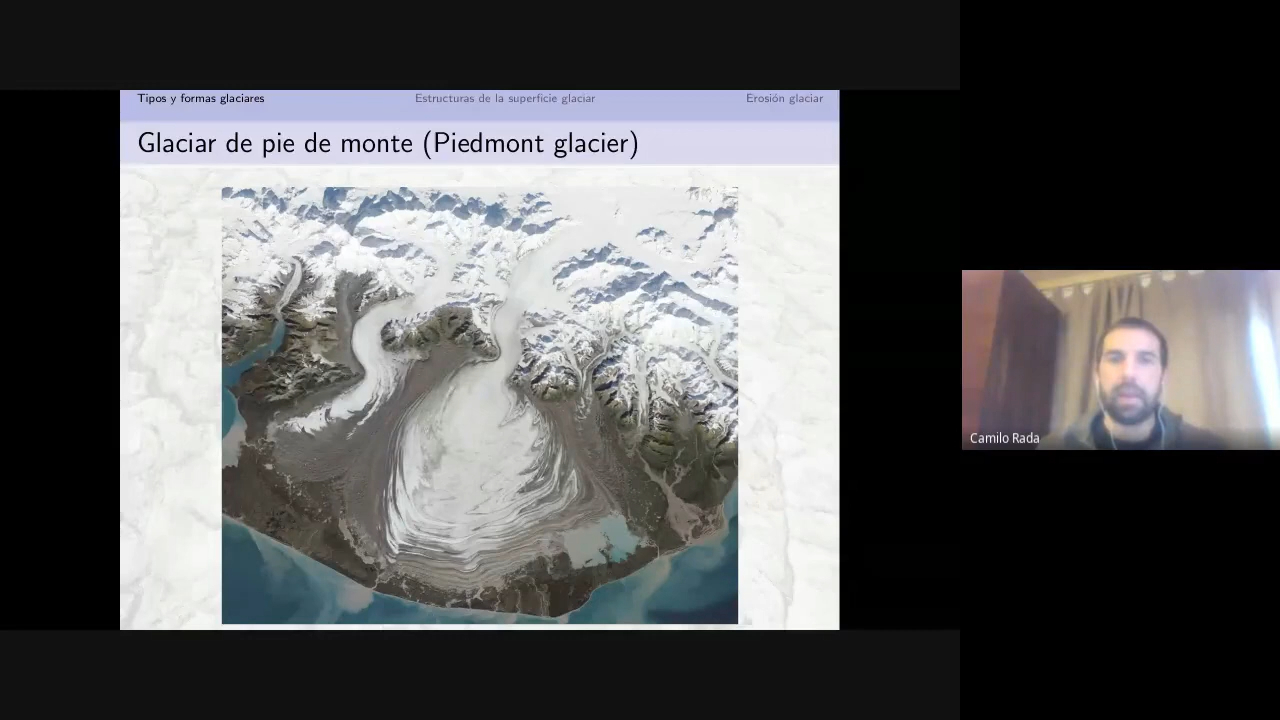 Tipos y formas glaciares
Estructuras de la superficie glaciar
Erosión glaciar
Glaciar de pie de monte (Piedmont glacier)
Camilo Rada